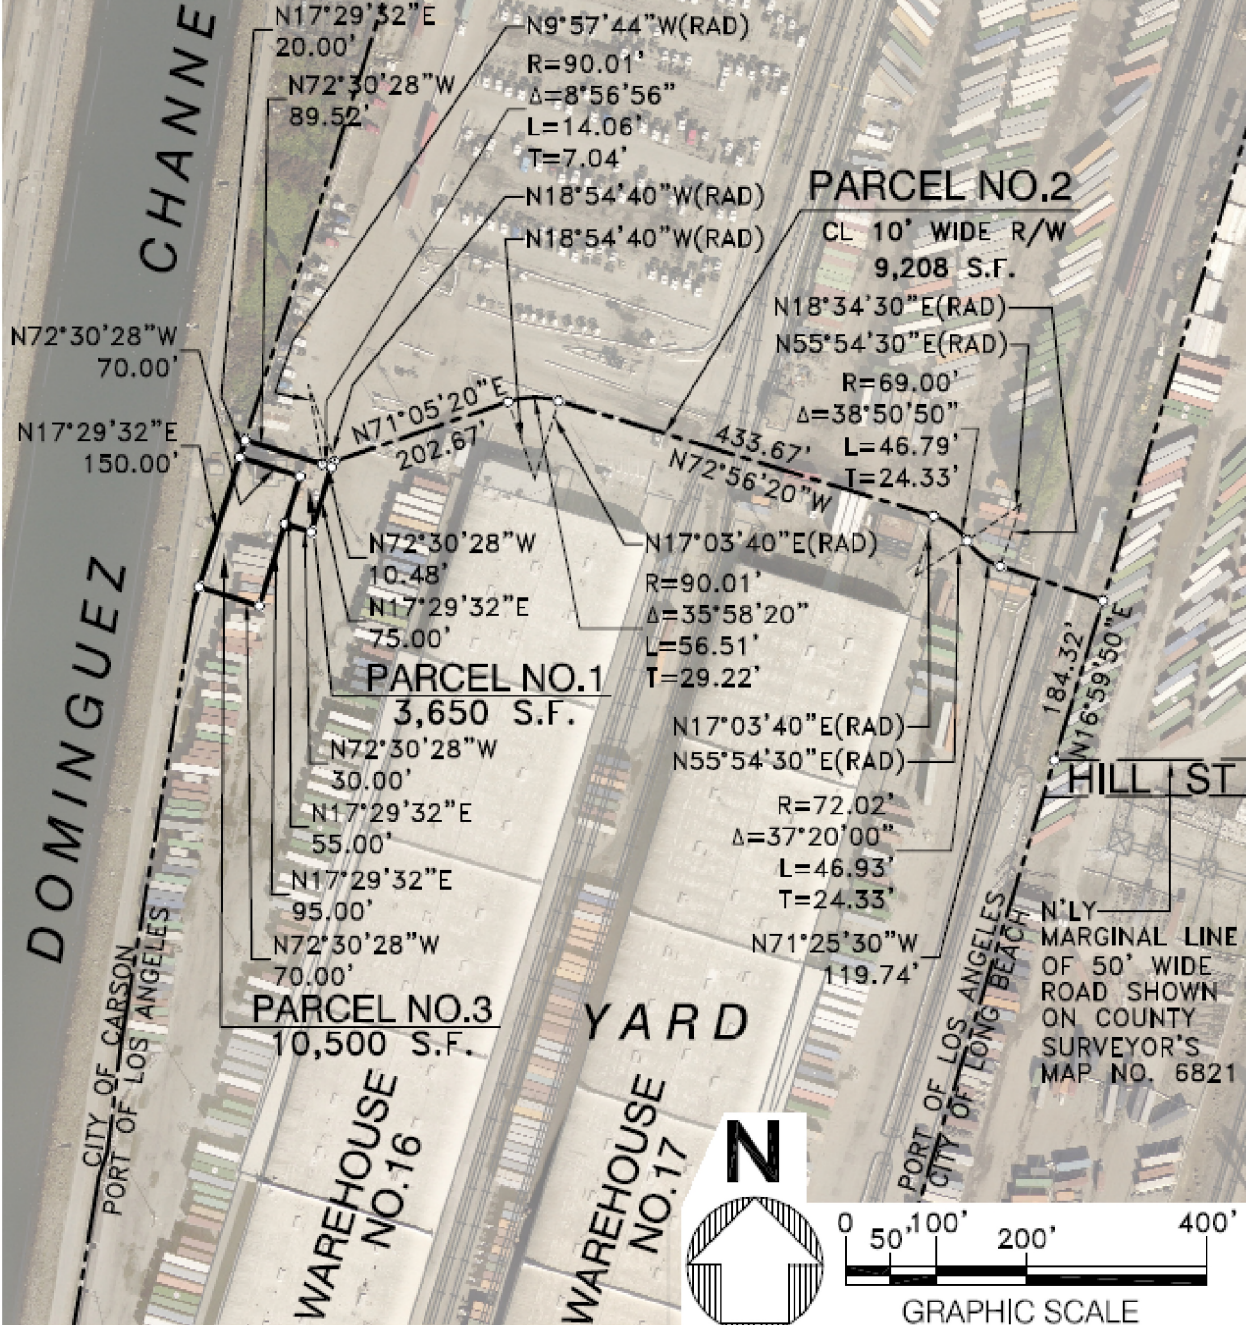 N17°29'32"E
20.00'
N72°30'28"W
89.52'
N9°57'44"W(RAD)
R=90.01'
Δ=8°56'56"
L=14.06'
T=7.04'
N18°54'40"W(RAD)
N18°54'40"W(RAD)
CHANNE
PARCEL NO.2
CL 10' WIDE R/W
9,208 S.F.
N18°34'30"E(RAD)
N55°54'30"E(RAD)
R=69.00'
Δ=38°50'50"
L=46.79'
T=24.33'
N72°30'28"W
70.00'
N17°29'32"E
150.00'
N71°05'20"E
202.67'
433.67'
N72°56'20"W
N72°30'28"W
10.48'
N17°29'32"E
75.00'
PARCEL NO.1
3,650 S.F.
N72°30'28"W
30.00'
N17°29'32"E
55.00'
N17°29'32"E
95.00'
N72°30'28"W
70.00'
PARCEL NO.3
10,500 S.F.
N17°03'40"E(RAD)
R=90.01'
Δ=35°58'20"
L=56.51'
T=29.22'
N17°03'40"E(RAD)
N55°54'30"E(RAD)
R=72.02'
Δ=37°20'00"
L=46.93'
T=24.33'
N71°25'30"W
119.74'
184.32'
N16°59'50"E
HILL ST
N'LY
MARGINAL LINE
OF 50' WIDE
ROAD SHOWN
ON COUNTY
SURVEYOR'S
MAP NO. 6821
DOMINGUEZ
CITY OF CARSON
PORT OF LOS ANGELES
YARD
WAREHOUSE
NO.16
WAREHOUSE
NO.17
PORT OF LOS ANGELES
CITY OF LONG BEACH
N
0 50' 100' 200' 400'
GRAPHIC SCALE